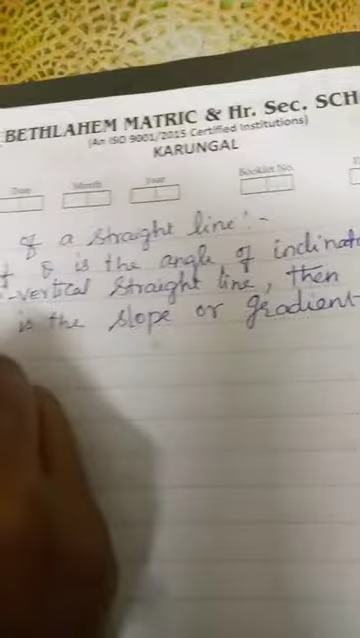 BETHLAHEM MATRIC & Hr. Sec. SCH
(An ISO 9001/2015 Certified Institutions)
KARUNGAL
Date Month Year Booklet No.
of a straight line:-
θ is the angle of inclinat
-vertical straight line, then
is the slope or gradient